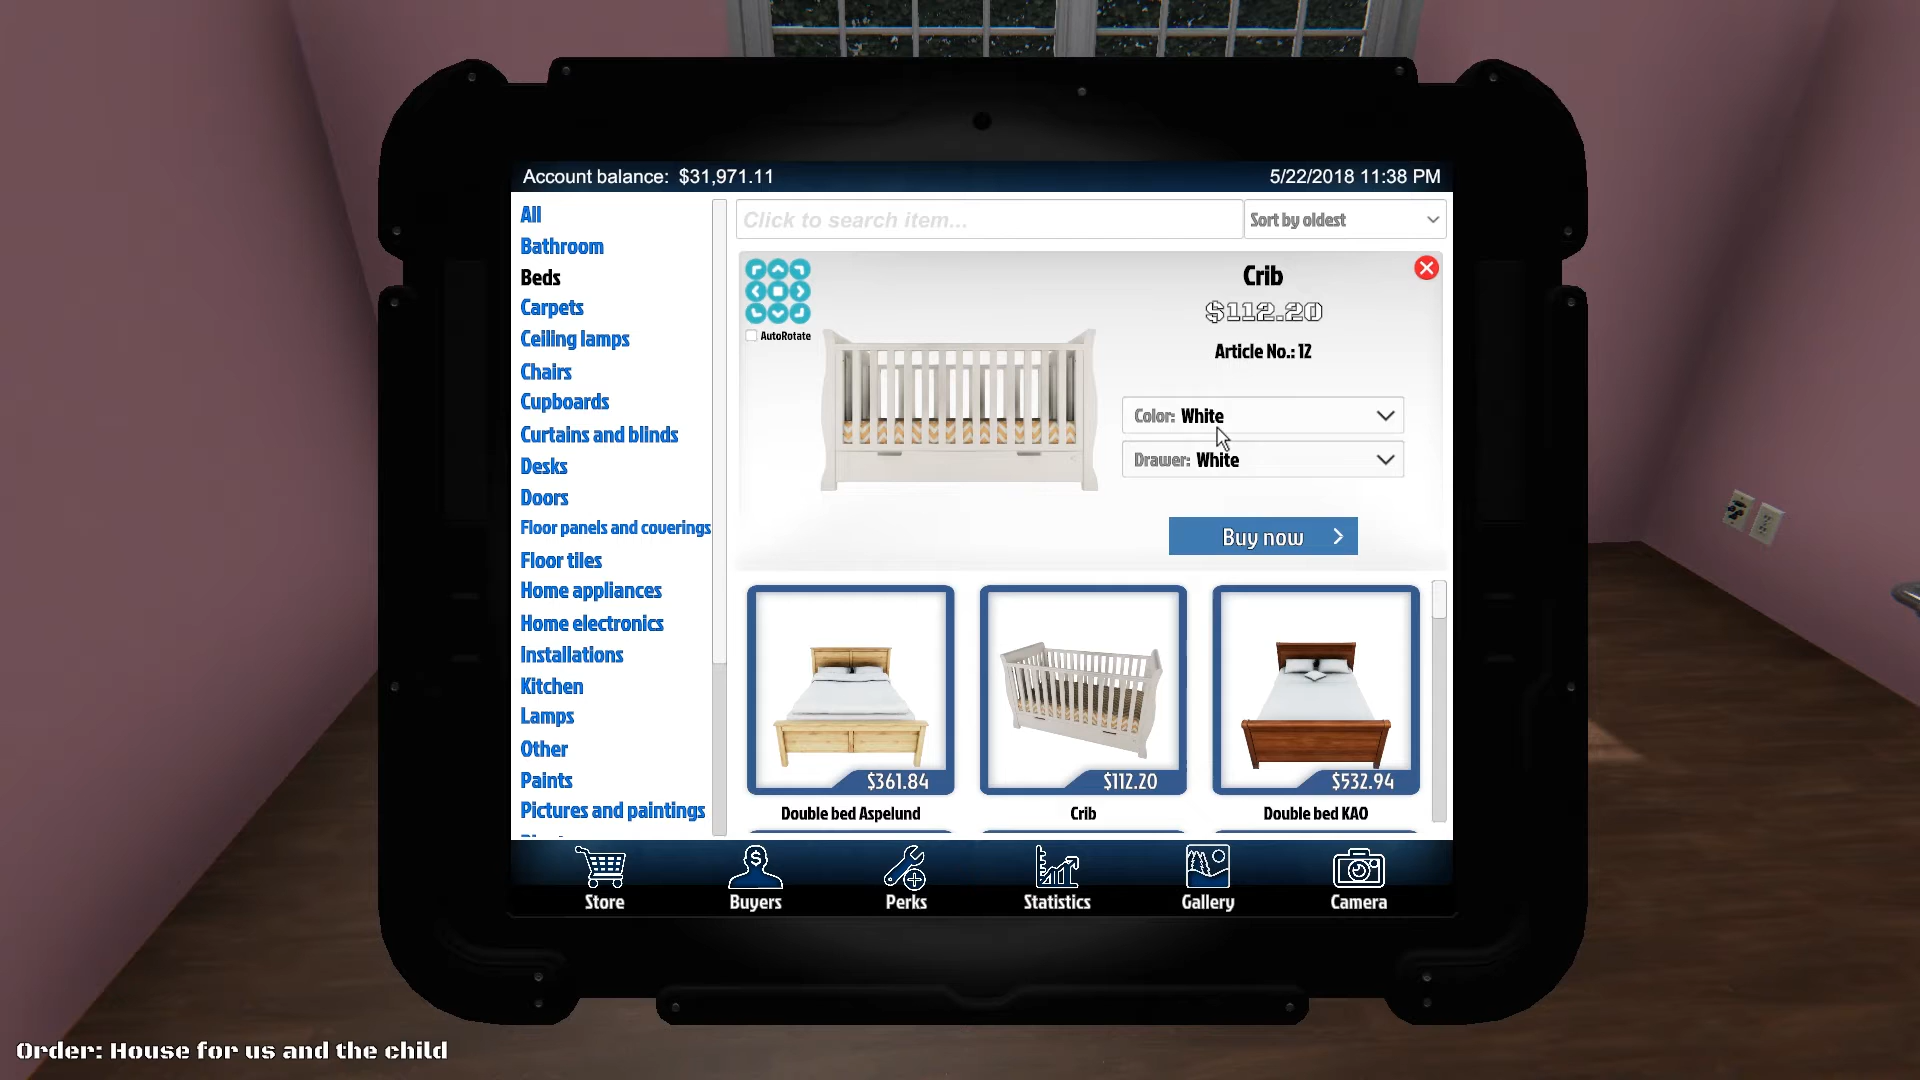 Account balance: $31,971.11
5/22/2018 11:38 PM
All
Bathroom
Beds
Carpets
Ceiling lamps
Chairs
Cupboards
Curtains and blinds
Desks
Doors
Floor panels and coverings
Floor tiles
Home appliances
Home electronics
Installations
Kitchen
Lamps
Other
Paints
Pictures and paintings
Click to search item...
Sort by oldest
AutoRotate
Crib
$112.20
Article No.: 12
Color: White
Drawer: White
Buy now
$361.84
Double bed Aspelund
$112.20
Crib
$532.94
Double bed KAO
Store
Buyers
Perks
Statistics
Gallery
Camera
Order: House for us and the child